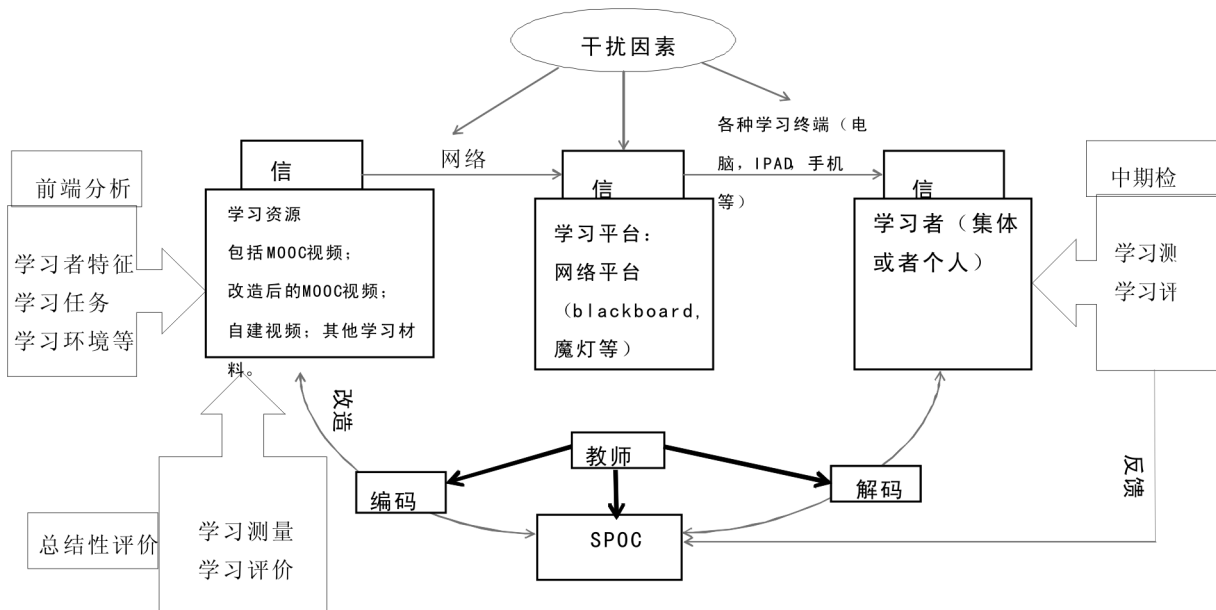 干扰因素
各种学习终端（电
脑，IPAD，手机
等）
信
网络
信
信
前端分析
中期检
学习者特征
学习任务
学习环境等
学习资源
包括MOOC视频；
改造后的MOOC视频；
自建视频；其他学习材
料。
学习平台：
网络平台
（blackboard，
魔灯等）
学习者（集体
或者个人）
学习测
学习评
改造
教师
编码
解码
反馈
SPOC
总结性评价
学习测量
学习评价